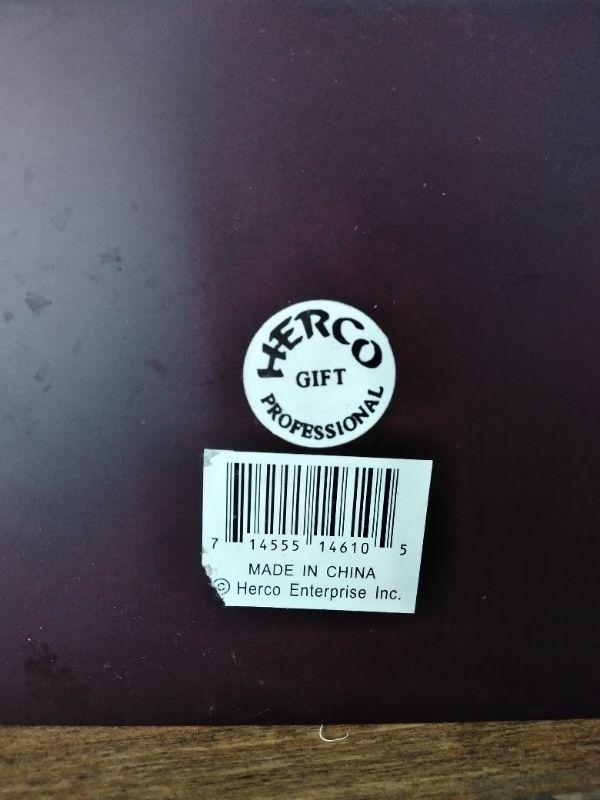 HERCO
GIFT
PROFESSIONAL
7 14555 14610 5
MADE IN CHINA
© Herco Enterprise Inc.